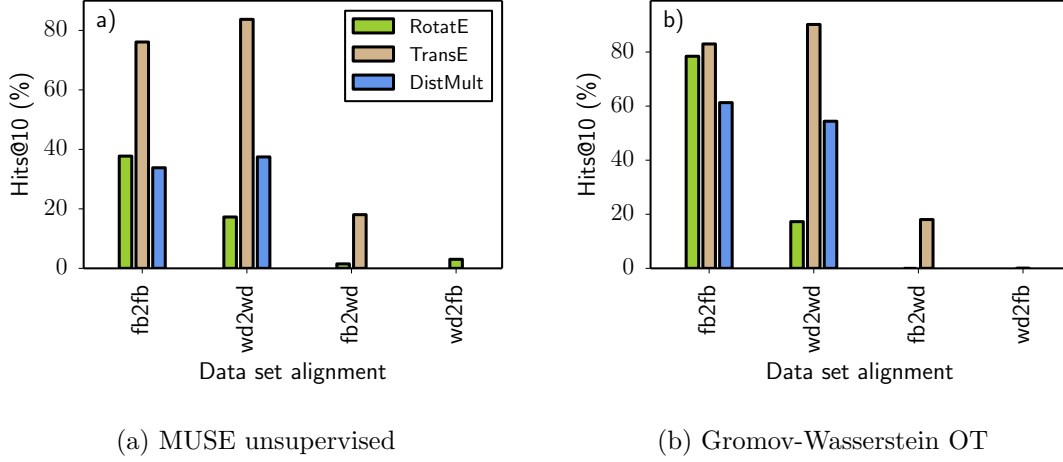 a)
RotatE
TransE
DistMult
Hits@10 (%)
80
60
40
20
0
fb2fb
wd2wd
fb2wd
wd2fb
Data set alignment
(a) MUSE unsupervised
b)
Hits@10 (%)
80
60
40
20
0
fb2fb
wd2wd
fb2wd
wd2fb
Data set alignment
(b) Gromov-Wasserstein OT